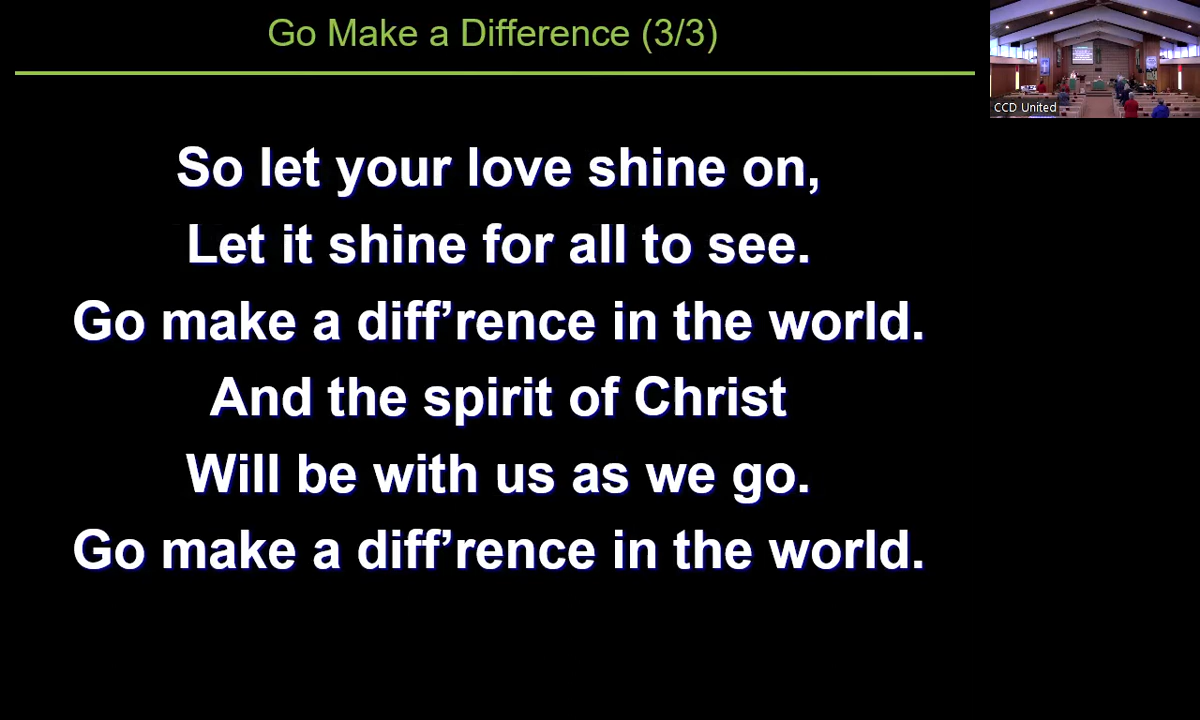 Go Make a Difference (3/3)
CCD United
So let your love shine on,
Let it shine for all to see.
Go make a diff’rence in the world.
And the spirit of Christ
Will be with us as we go.
Go make a diff’rence in the world.